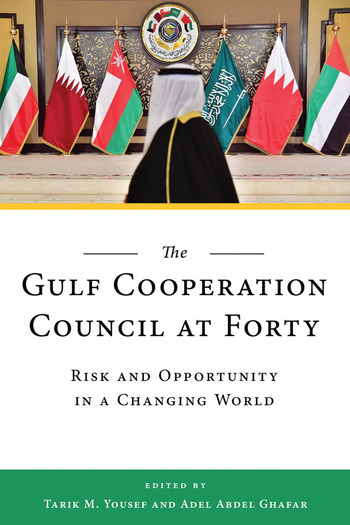 The
Gulf Cooperation
Council at Forty
Risk and Opportunity
in a Changing World
edited by
Tarik M. Yousef and Adel Abdel Ghafar